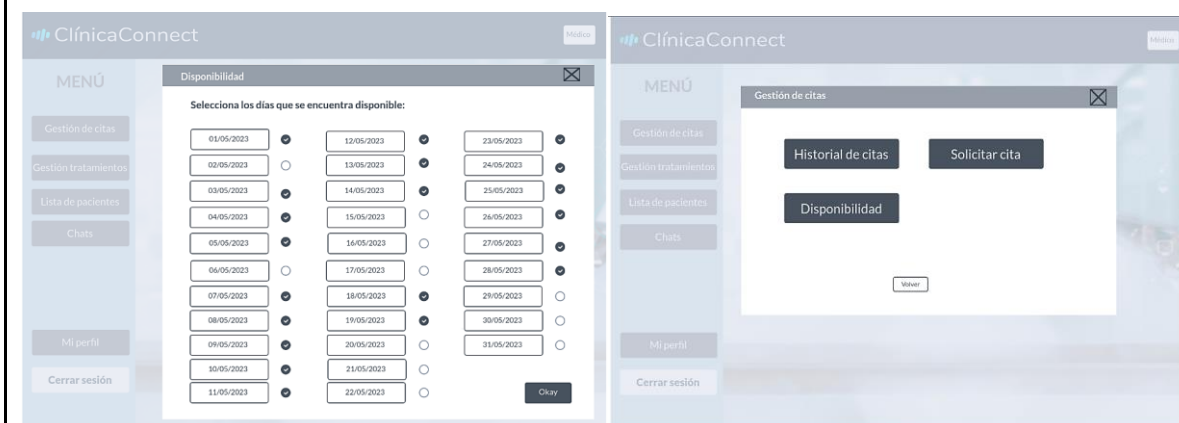 ClínicaConnect
Médico
MENÚ
Gestión de citas
Gestión tratamientos
Lista de pacientes
Chats
Mi perfil
Cerrar sesión
Disponibilidad
Selecciona los días que se encuentra disponible:
01/05/2023
02/05/2023
03/05/2023
04/05/2023
05/05/2023
06/05/2023
07/05/2023
08/05/2023
09/05/2023
10/05/2023
11/05/2023
12/05/2023
13/05/2023
14/05/2023
15/05/2023
16/05/2023
17/05/2023
18/05/2023
19/05/2023
20/05/2023
21/05/2023
22/05/2023
23/05/2023
24/05/2023
25/05/2023
26/05/2023
27/05/2023
28/05/2023
29/05/2023
30/05/2023
31/05/2023
Okay
ClínicaConnect
Médico
MENÚ
Gestión de citas
Gestión tratamientos
Lista de pacientes
Chats
Mi perfil
Cerrar sesión
Gestión de citas
Historial de citas
Solicitar cita
Disponibilidad
Volver